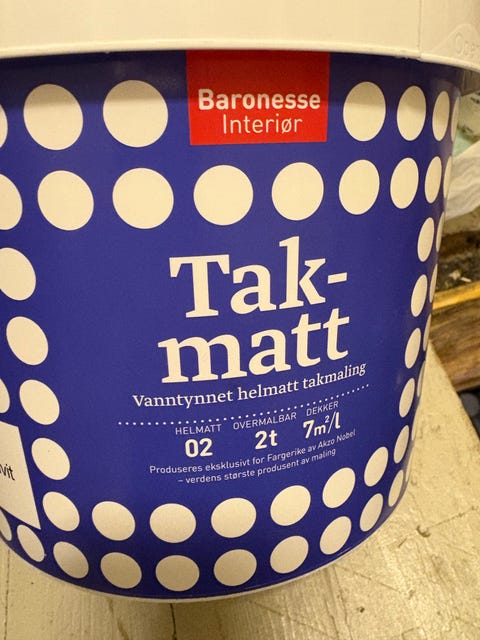 Baronesse
Interiør
Tak-
matt
Vanntynnet helmatt takmaling
HELMATT OVERMALBAR DEKKER
02 2t 7m²/l
Produseres eksklusivt for Fargerike av Akzo Nobel
– verdens største produsent av maling